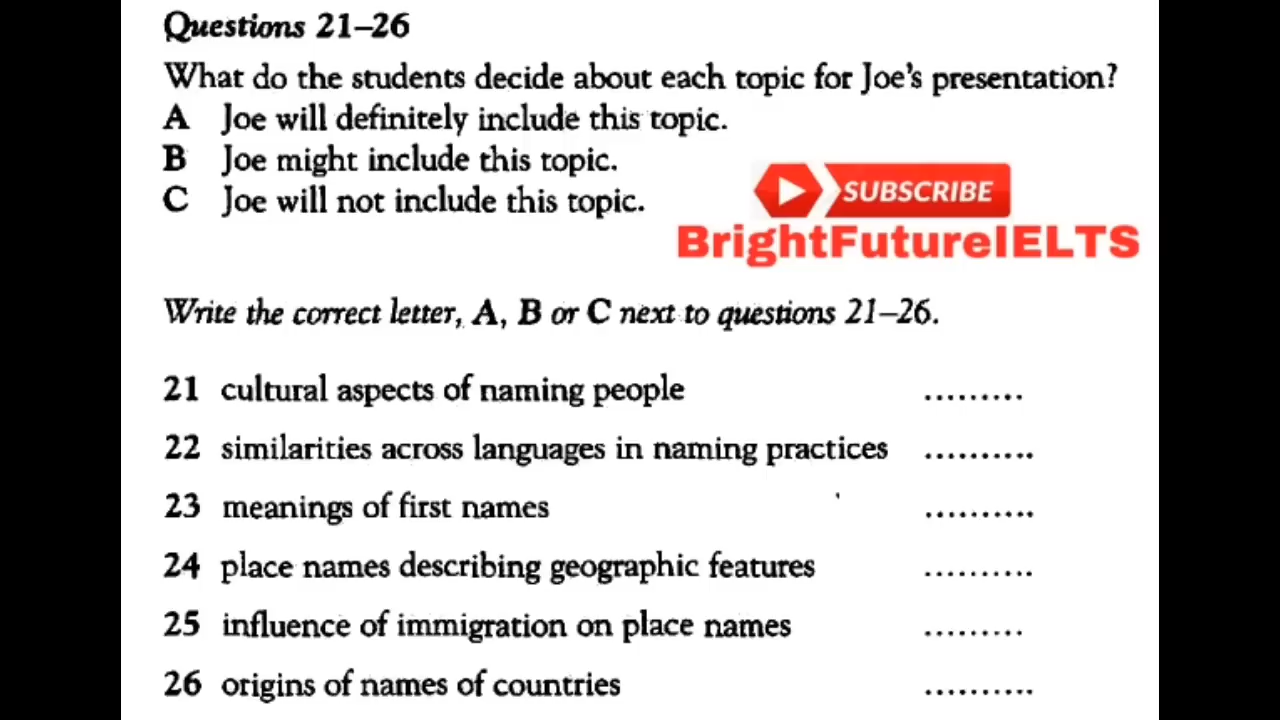 Questions 21–26
What do the students decide about each topic for Joe's presentation?
A Joe will definitely include this topic.
B Joe might include this topic.
C Joe will not include this topic.
SUBSCRIBE
BrightFutureIELTS
Write the correct letter, A, B or C next to questions 21–26.
21 cultural aspects of naming people .........
22 similarities across languages in naming practices ..........
23 meanings of first names ..........
24 place names describing geographic features ..........
25 influence of immigration on place names .........
26 origins of names of countries ..........